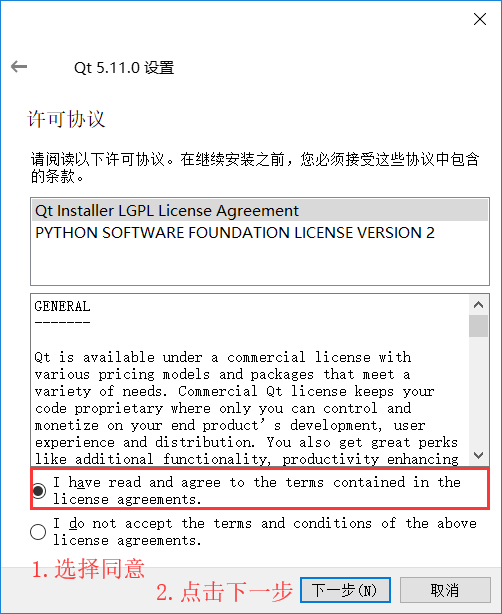 Qt 5.11.0 设置
许可协议
请阅读以下许可协议。在继续安装之前，您必须接受这些协议中包含
的条款。
Qt Installer LGPL License Agreement
PYTHON SOFTWARE FOUNDATION LICENSE VERSION 2
GENERAL
-------
Qt is available under a commercial license with
various pricing models and packages that meet a
variety of needs. Commercial Qt license keeps your
code proprietary where only you can control and
monetize on your end product's development, user
experience and distribution. You also get great perks
like additional functionality, productivity enhancing
I have read and agree to the terms contained in the
license agreements.
I do not accept the terms and conditions of the above
license agreements.
1.选择同意
2.点击下一步
下一步(N)
取消